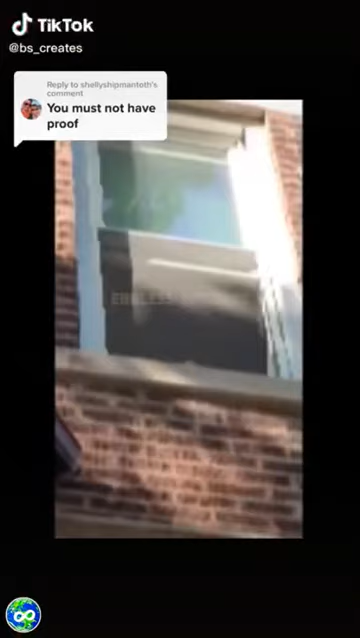 TikTok
@bs_creates
Reply to shellyshipmantoth's
comment
You must not have
proof